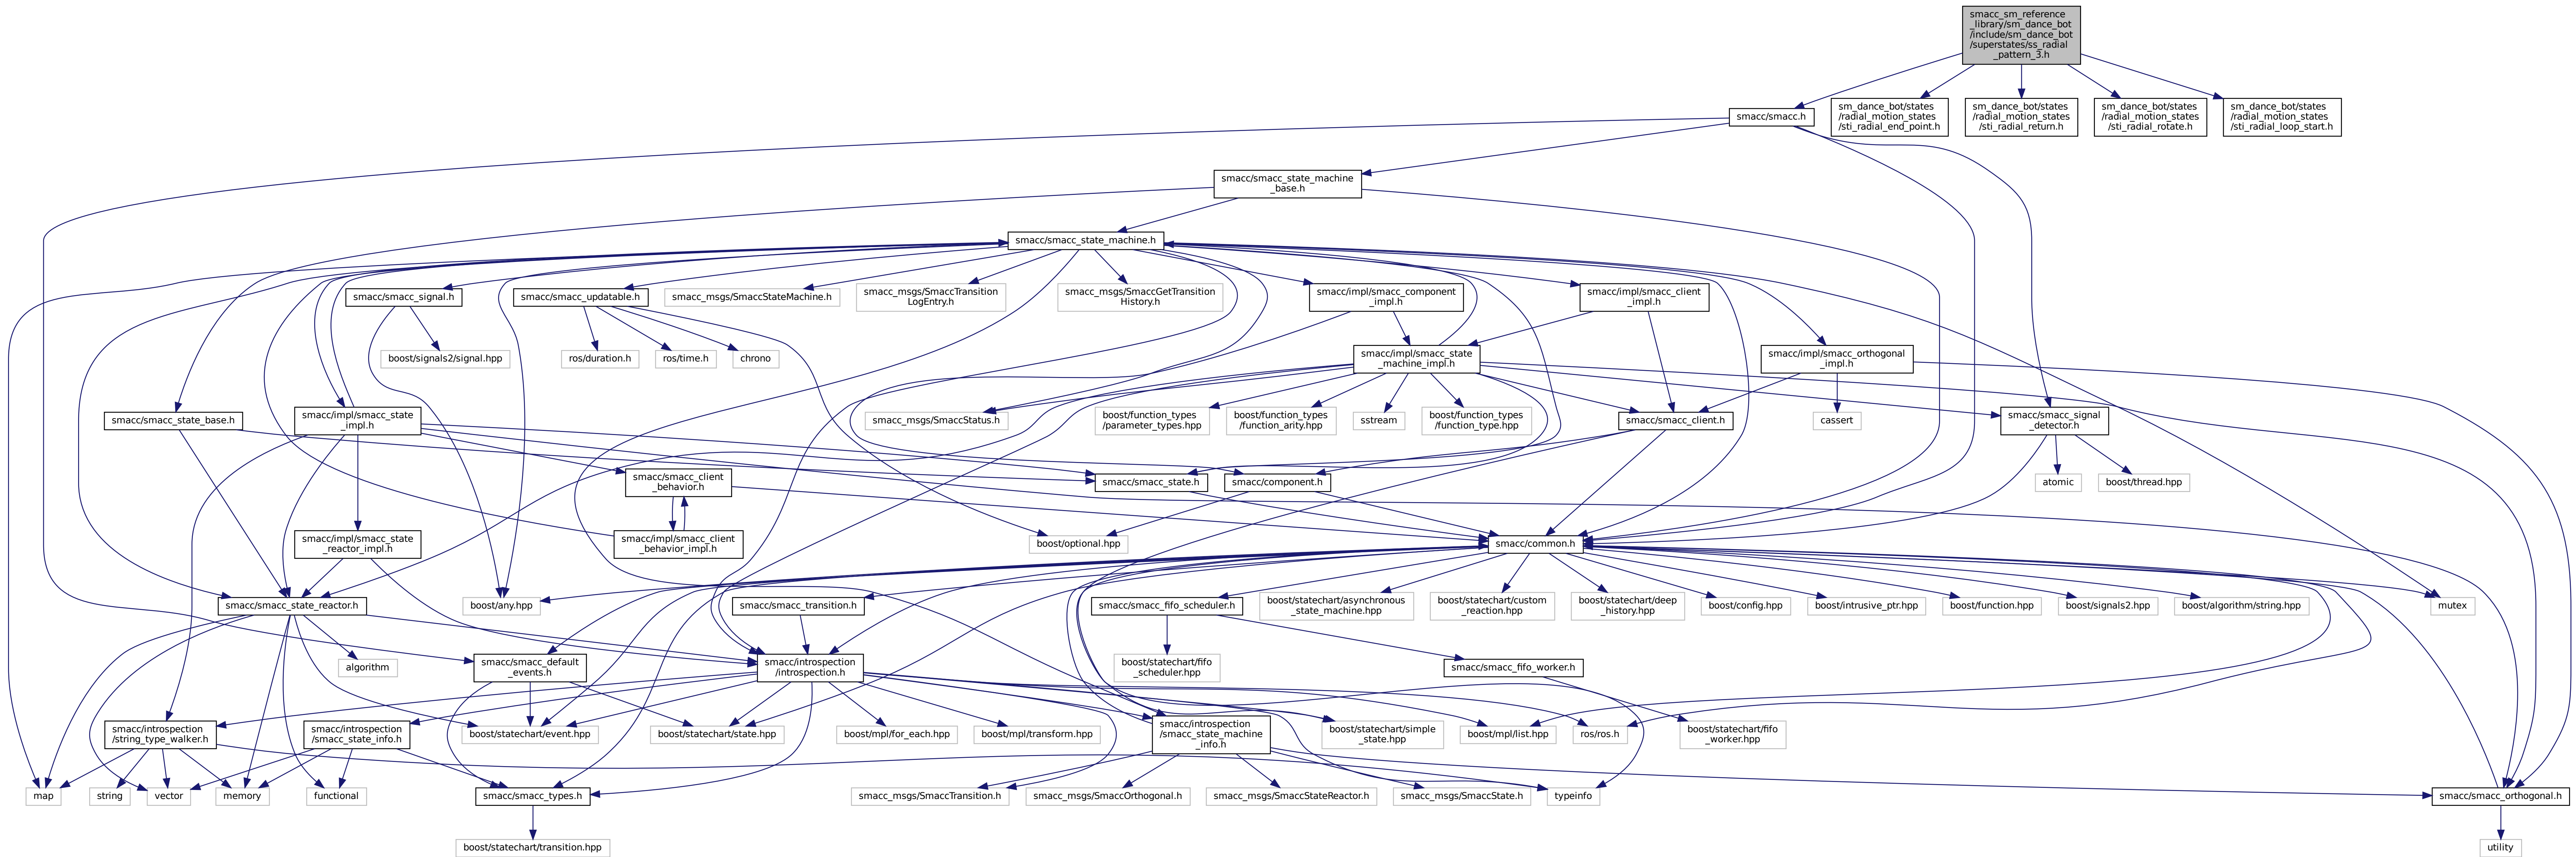 smacc_sm_reference
_library/sm_dance_bot
/include/sm_dance_bot
/superstates/ss_radial
_pattern_3.h
smacc/smacc.h
sm_dance_bot/states
/radial_motion_states
/sti_radial_end_point.h
sm_dance_bot/states
/radial_motion_states
/sti_radial_return.h
sm_dance_bot/states
/radial_motion_states
/sti_radial_rotate.h
sm_dance_bot/states
/radial_motion_states
/sti_radial_loop_start.h
smacc/smacc_state_machine
_base.h
smacc/smacc_state_machine.h
smacc/smacc_signal.h
smacc/smacc_updatable.h
smacc_msgs/SmaccStateMachine.h
smacc_msgs/SmaccTransition
LogEntry.h
smacc_msgs/SmaccGetTransition
History.h
smacc/impl/smacc_component
_impl.h
smacc/impl/smacc_client
_impl.h
boost/signals2/signal.hpp
ros/duration.h
ros/time.h
chrono
smacc/impl/smacc_state
_machine_impl.h
smacc/impl/smacc_orthogonal
_impl.h
smacc/smacc_state_base.h
smacc/impl/smacc_state
_impl.h
smacc_msgs/SmaccStatus.h
boost/function_types
/parameter_types.hpp
boost/function_types
/function_arity.hpp
sstream
boost/function_types
/function_type.hpp
smacc/smacc_client.h
cassert
smacc/smacc_signal
_detector.h
smacc/smacc_client
_behavior.h
smacc/smacc_state.h
smacc/component.h
atomic
boost/thread.hpp
smacc/impl/smacc_state
_reactor_impl.h
smacc/impl/smacc_client
_behavior_impl.h
boost/optional.hpp
smacc/common.h
smacc/smacc_state_reactor.h
boost/any.hpp
smacc/smacc_transition.h
smacc/smacc_fifo_scheduler.h
boost/statechart/asynchronous
_state_machine.hpp
boost/statechart/custom
_reaction.hpp
boost/statechart/deep
_history.hpp
boost/config.hpp
boost/intrusive_ptr.hpp
boost/function.hpp
boost/signals2.hpp
boost/algorithm/string.hpp
mutex
algorithm
smacc/smacc_default
_events.h
smacc/introspection
/introspection.h
boost/statechart/fifo
_scheduler.hpp
smacc/smacc_fifo_worker.h
smacc/introspection
/string_type_walker.h
smacc/introspection
/smacc_state_info.h
boost/statechart/event.hpp
boost/statechart/state.hpp
boost/mpl/for_each.hpp
boost/mpl/transform.hpp
smacc/introspection
/smacc_state_machine
_info.h
boost/statechart/simple
_state.hpp
boost/mpl/list.hpp
ros/ros.h
boost/statechart/fifo
_worker.hpp
map
string
vector
memory
functional
smacc/smacc_types.h
smacc_msgs/SmaccTransition.h
smacc_msgs/SmaccOrthogonal.h
smacc_msgs/SmaccStateReactor.h
smacc_msgs/SmaccState.h
typeinfo
smacc/smacc_orthogonal.h
boost/statechart/transition.hpp
utility